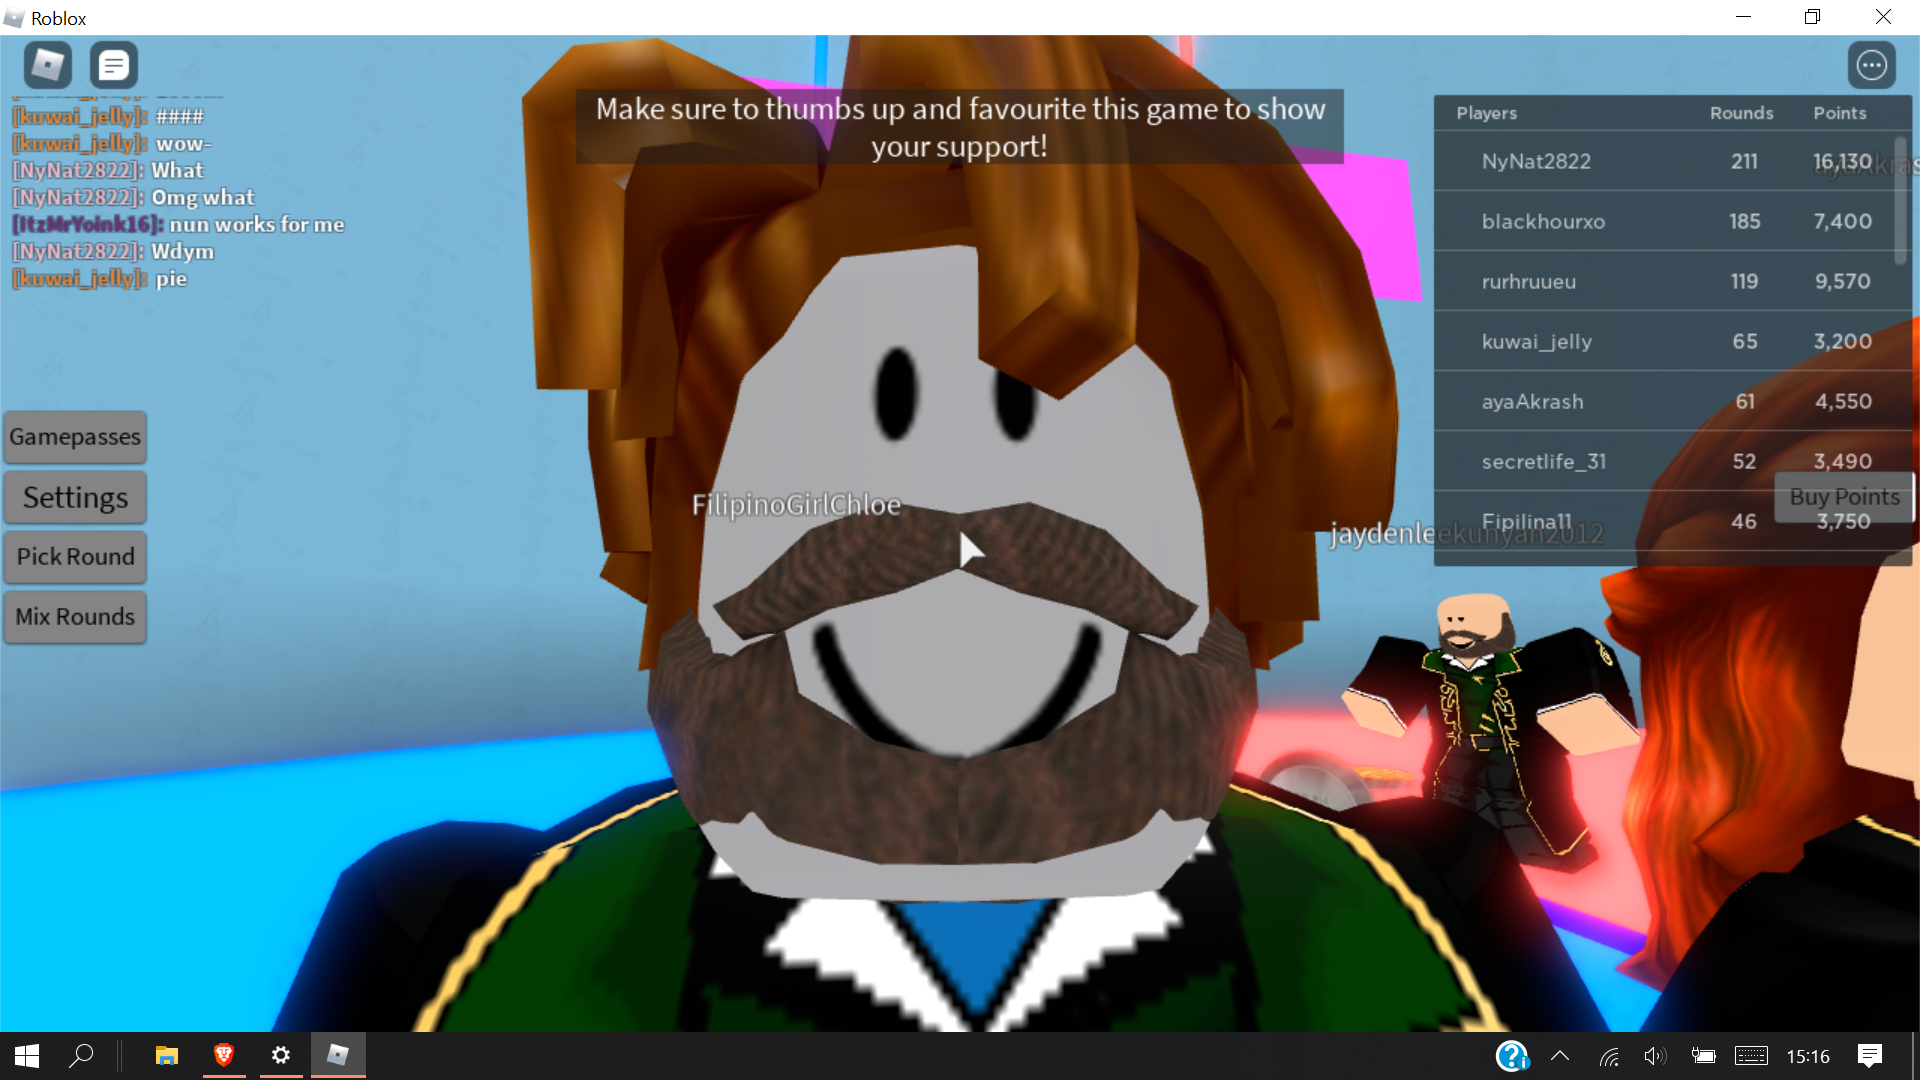 Roblox
[kuwai_jelly]: ####
[kuwai_jelly]: wow-
[NyNat2822]: What
[NyNat2822]: Omg what
[ItzMrYoink16]: nun works for me
[NyNat2822]: Wdym
[kuwai_jelly]: pie
Make sure to thumbs up and favourite this game to show
your support!
Players Rounds Points
NyNat2822 211 16,130
blackhourxo 185 7,400
rurhruueu 119 9,570
kuwai_jelly 65 3,200
ayaAkrash 61 4,550
secretlife_31 52 3,490
Fipilina11 46 3,750
Buy Points
Gamepasses
Settings
Pick Round
Mix Rounds
FilipinoGirlChloe
15:16